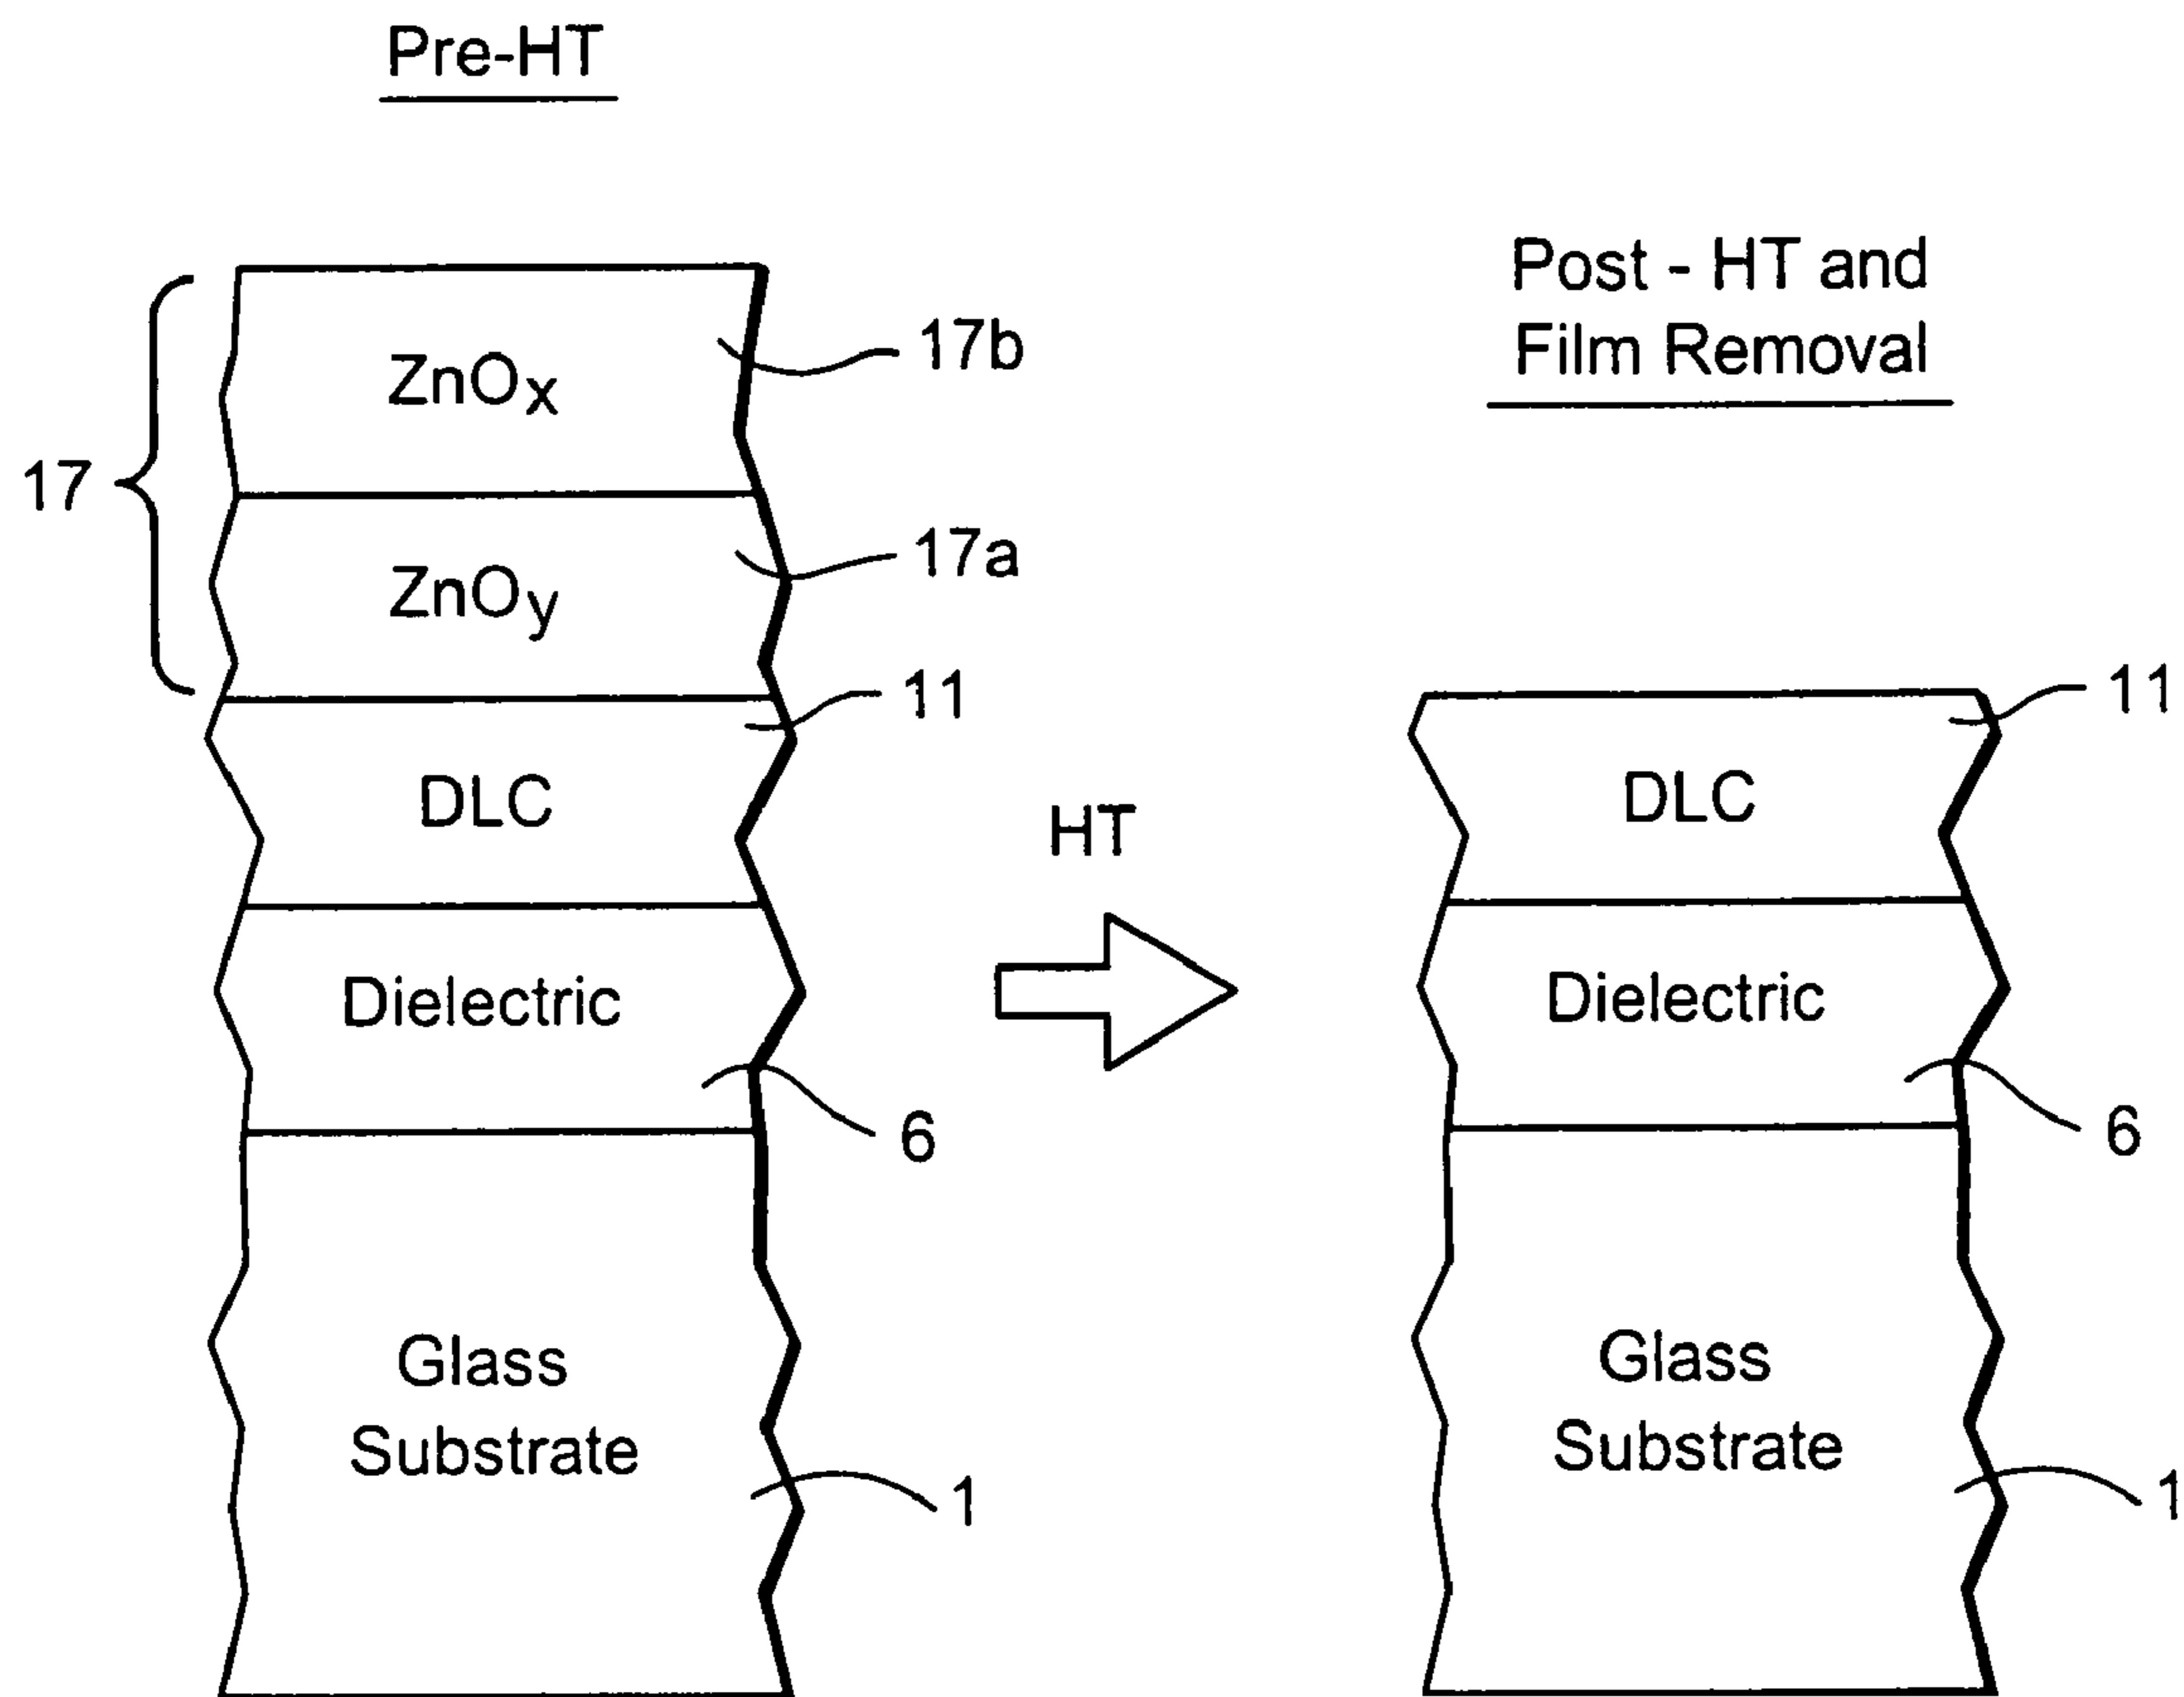 Pre-HT
17
ZnOx
17b
ZnOy
17a
DLC
11
Dielectric
6
Glass
Substrate
1
HT
Post - HT and
Film Removal
DLC
11
Dielectric
6
Glass
Substrate
1